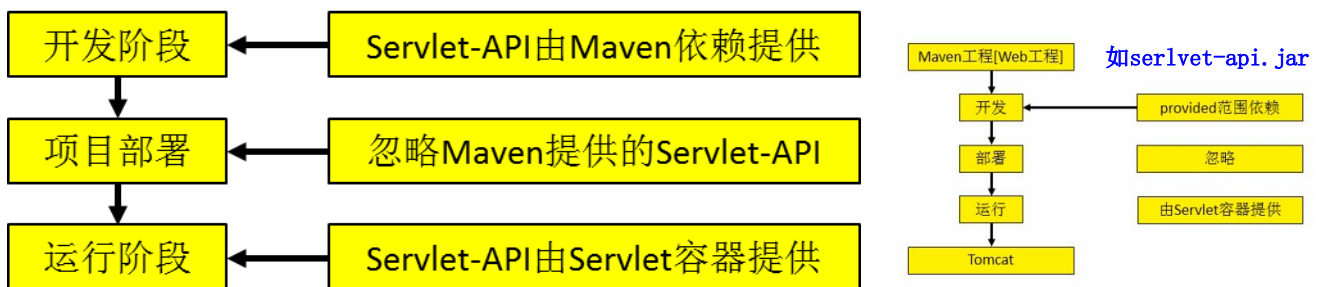 开发阶段
Servlet-API由Maven依赖提供
项目部署
忽略Maven提供的Servlet-API
运行阶段
Servlet-API由Servlet容器提供
Maven工程[Web工程]
如serlvet-api.jar
开发
provided范围依赖
部署
忽略
运行
由Servlet容器提供
Tomcat